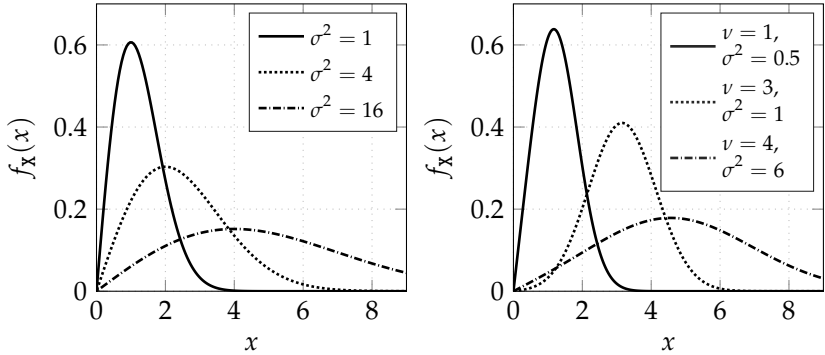 0.6
0.4
0.2
0
0 2 4 6 8
x
f_X(x)
σ² = 1
σ² = 4
σ² = 16
0.6
0.4
0.2
0
0 2 4 6 8
x
f_X(x)
ν = 1,
σ² = 0.5
ν = 3,
σ² = 1
ν = 4,
σ² = 6